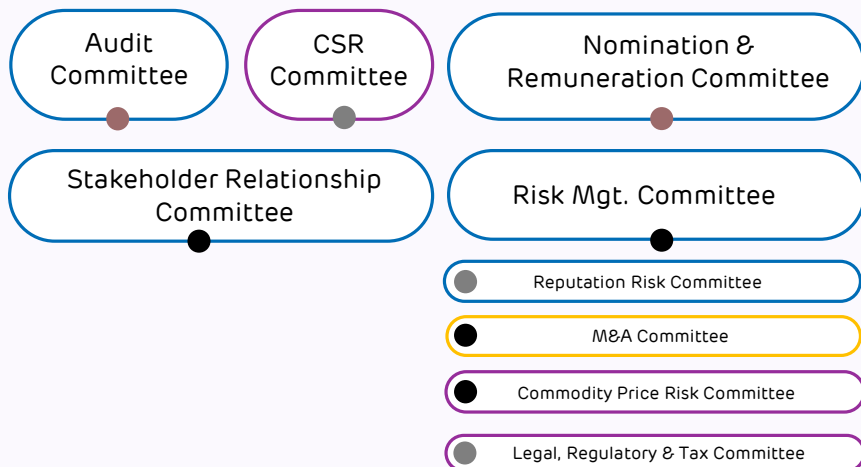 Audit
Committee
CSR
Committee
Nomination &
Remuneration Committee
Stakeholder Relationship
Committee
Risk Mgt. Committee
Reputation Risk Committee
M&A Committee
Commodity Price Risk Committee
Legal, Regulatory & Tax Committee